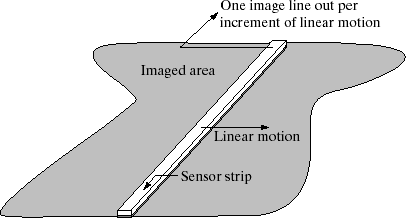 One image line out per
increment of linear motion
Imaged area
Linear motion
Sensor strip